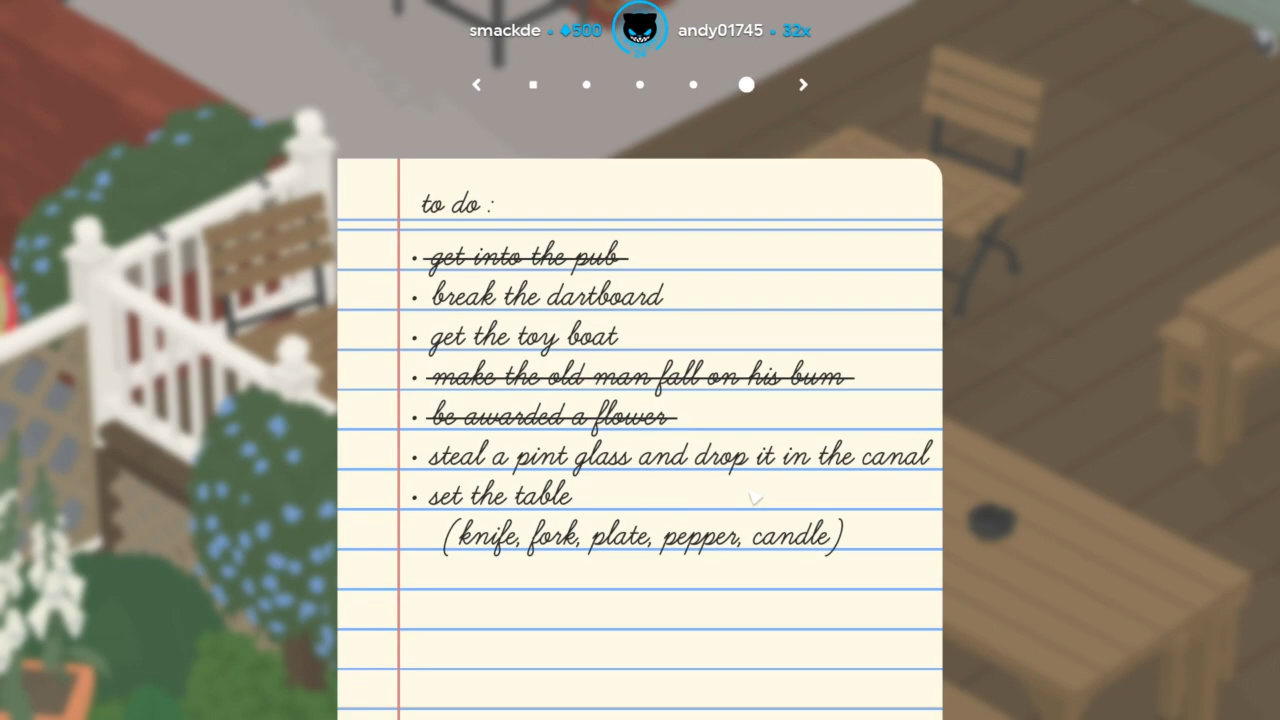 smackde • 500 andy01745 • 32x
to do :
• get into the pub
• break the dartboard
• get the toy boat
• make the old man fall on his bum
• be awarded a flower
• steal a pint glass and drop it in the canal
• set the table
(knife, fork, plate, pepper, candle)